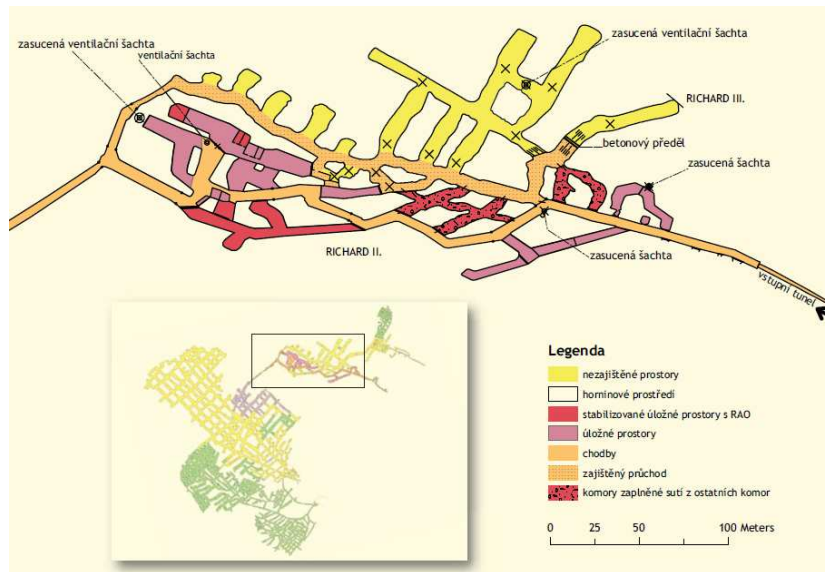 zasucená ventilační šachta
ventilační šachta
zasucená ventilační šachta
RICHARD III.
betonový předěl
zasucená šachta
RICHARD II.
zasucená šachta
vstupní tunel
Legenda
nezajištěné prostory
horninové prostředí
stabilizované úložné prostory s RAO
úložné prostory
chodby
zajištěný průchod
komory zaplněné sutí z ostatních komor
0 25 50 100 Meters